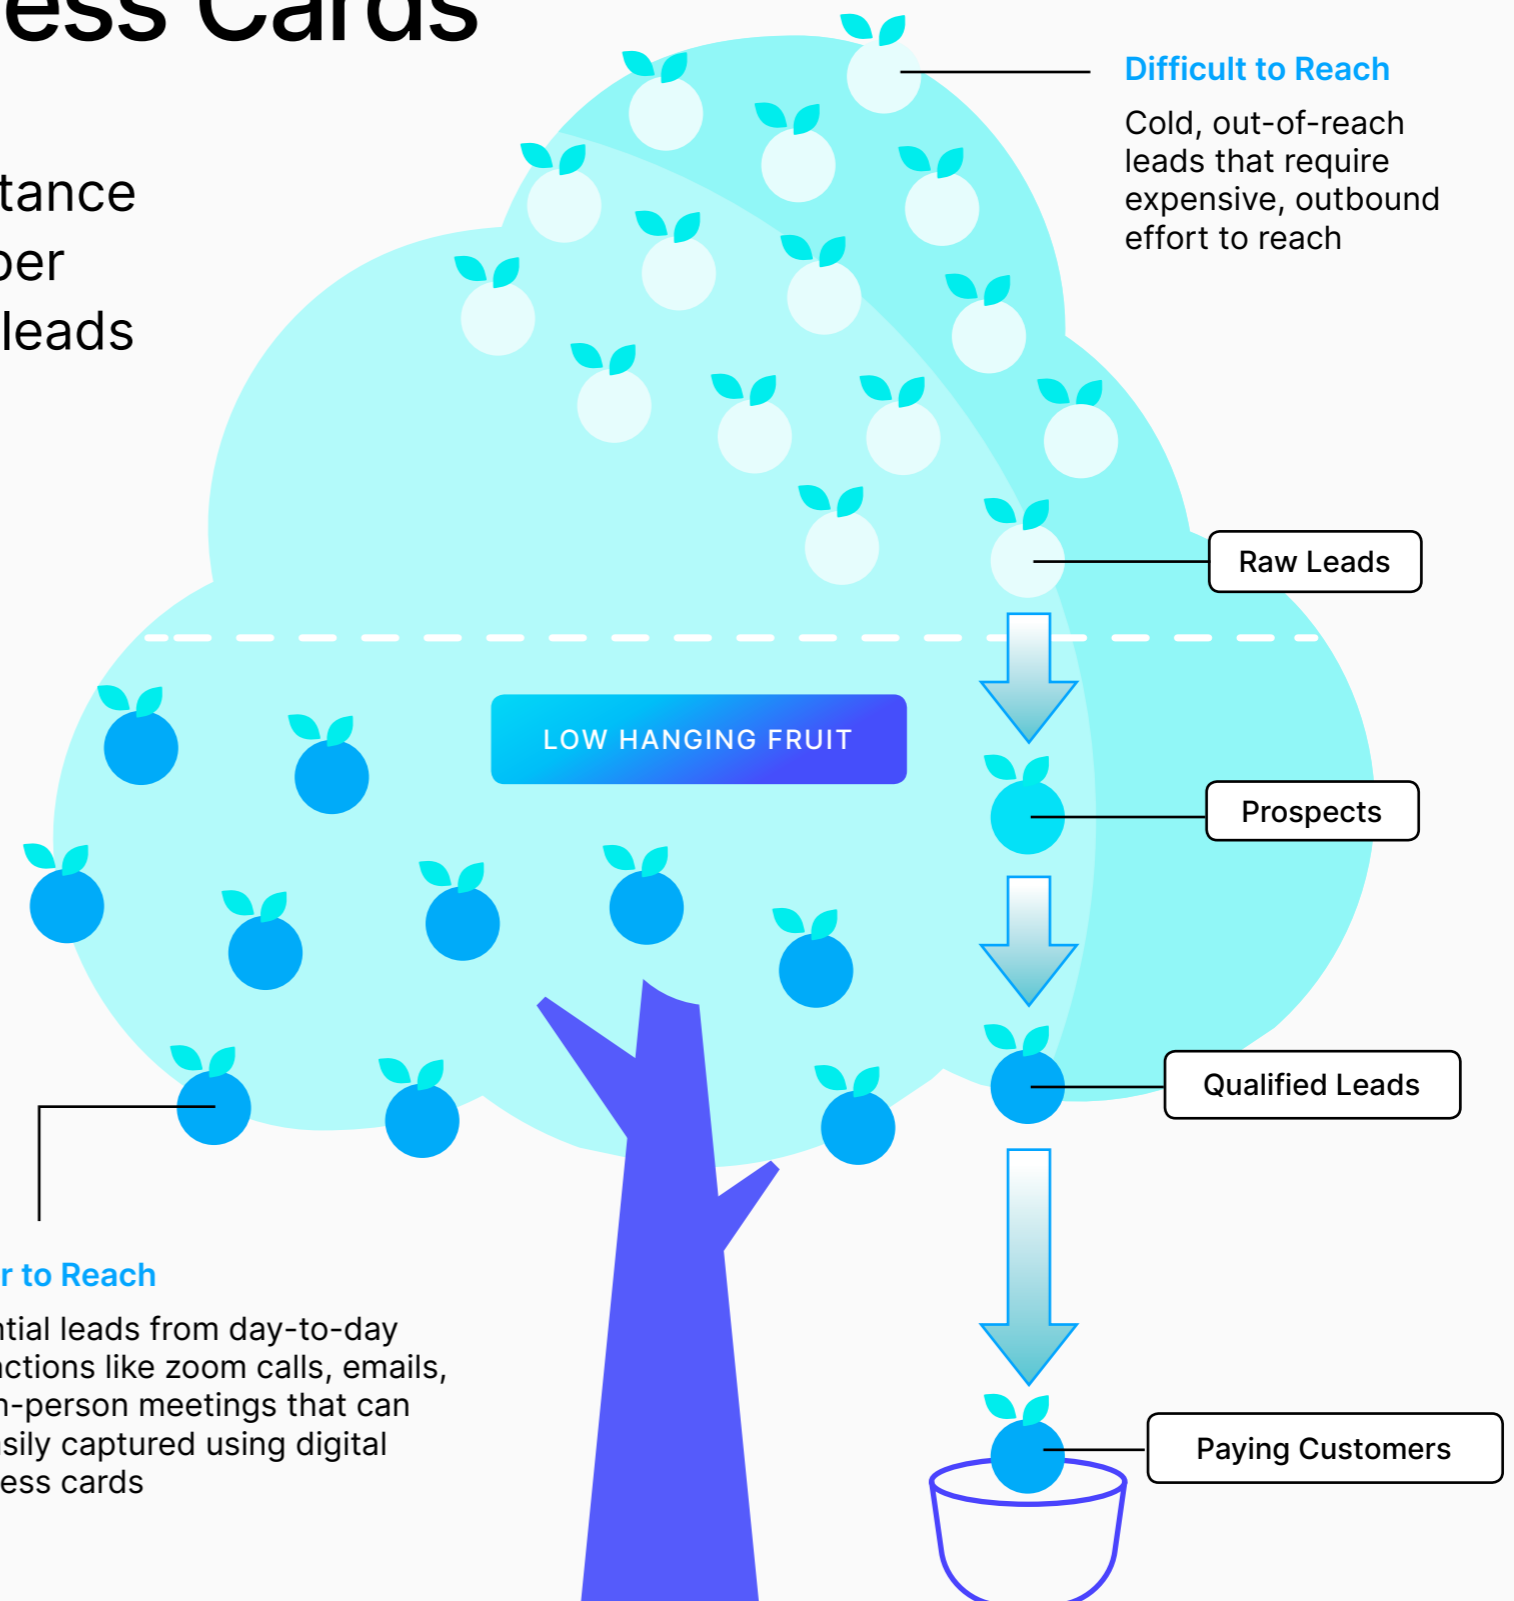 ess Cards
tance
per
leads
Difficult to Reach
Cold, out-of-reach
leads that require
expensive, outbound
effort to reach
Raw Leads
LOW HANGING FRUIT
Prospects
Qualified Leads
r to Reach
ntial leads from day-to-day
actions like zoom calls, emails,
n-person meetings that can
asily captured using digital
ess cards
Paying Customers